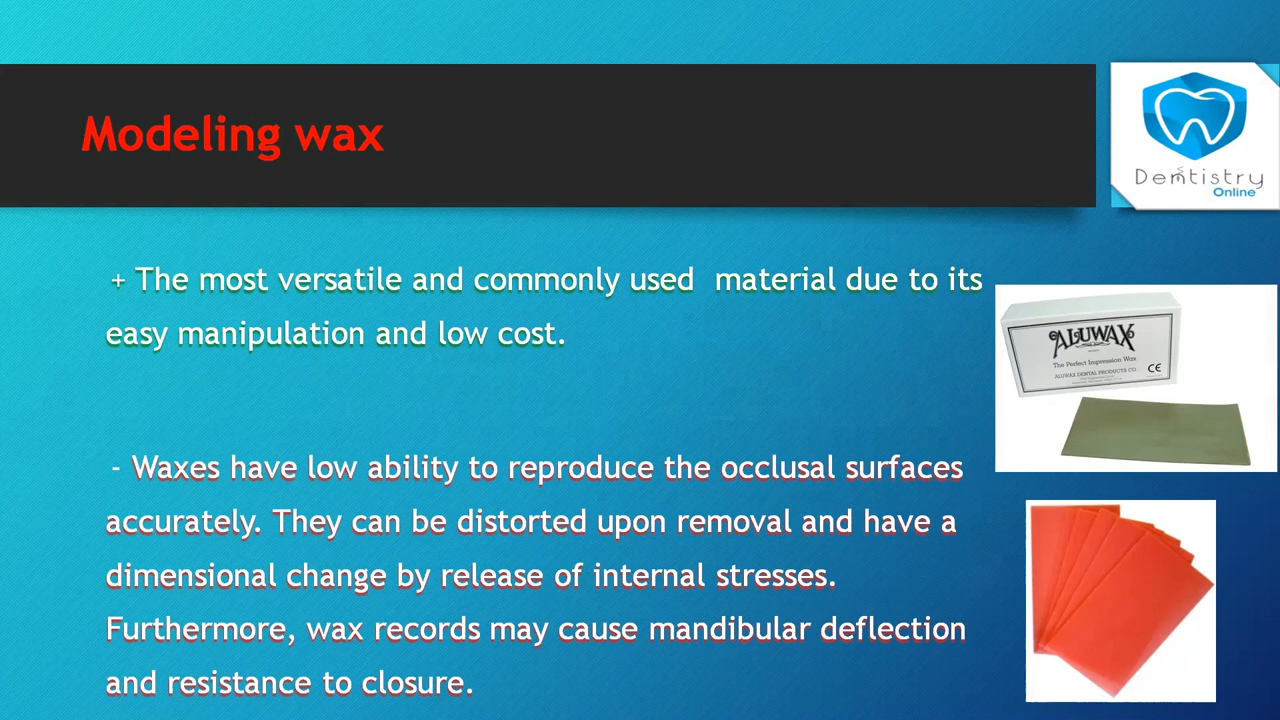 Modeling wax
Dentistry
Online
+ The most versatile and commonly used  material due to its
easy manipulation and low cost.
ALUWAX
The Perfect Impression Wax
ALUWAX DENTAL PRODUCTS CO.
CE
- Waxes have low ability to reproduce the occlusal surfaces
accurately. They can be distorted upon removal and have a
dimensional change by release of internal stresses.
Furthermore, wax records may cause mandibular deflection
and resistance to closure.